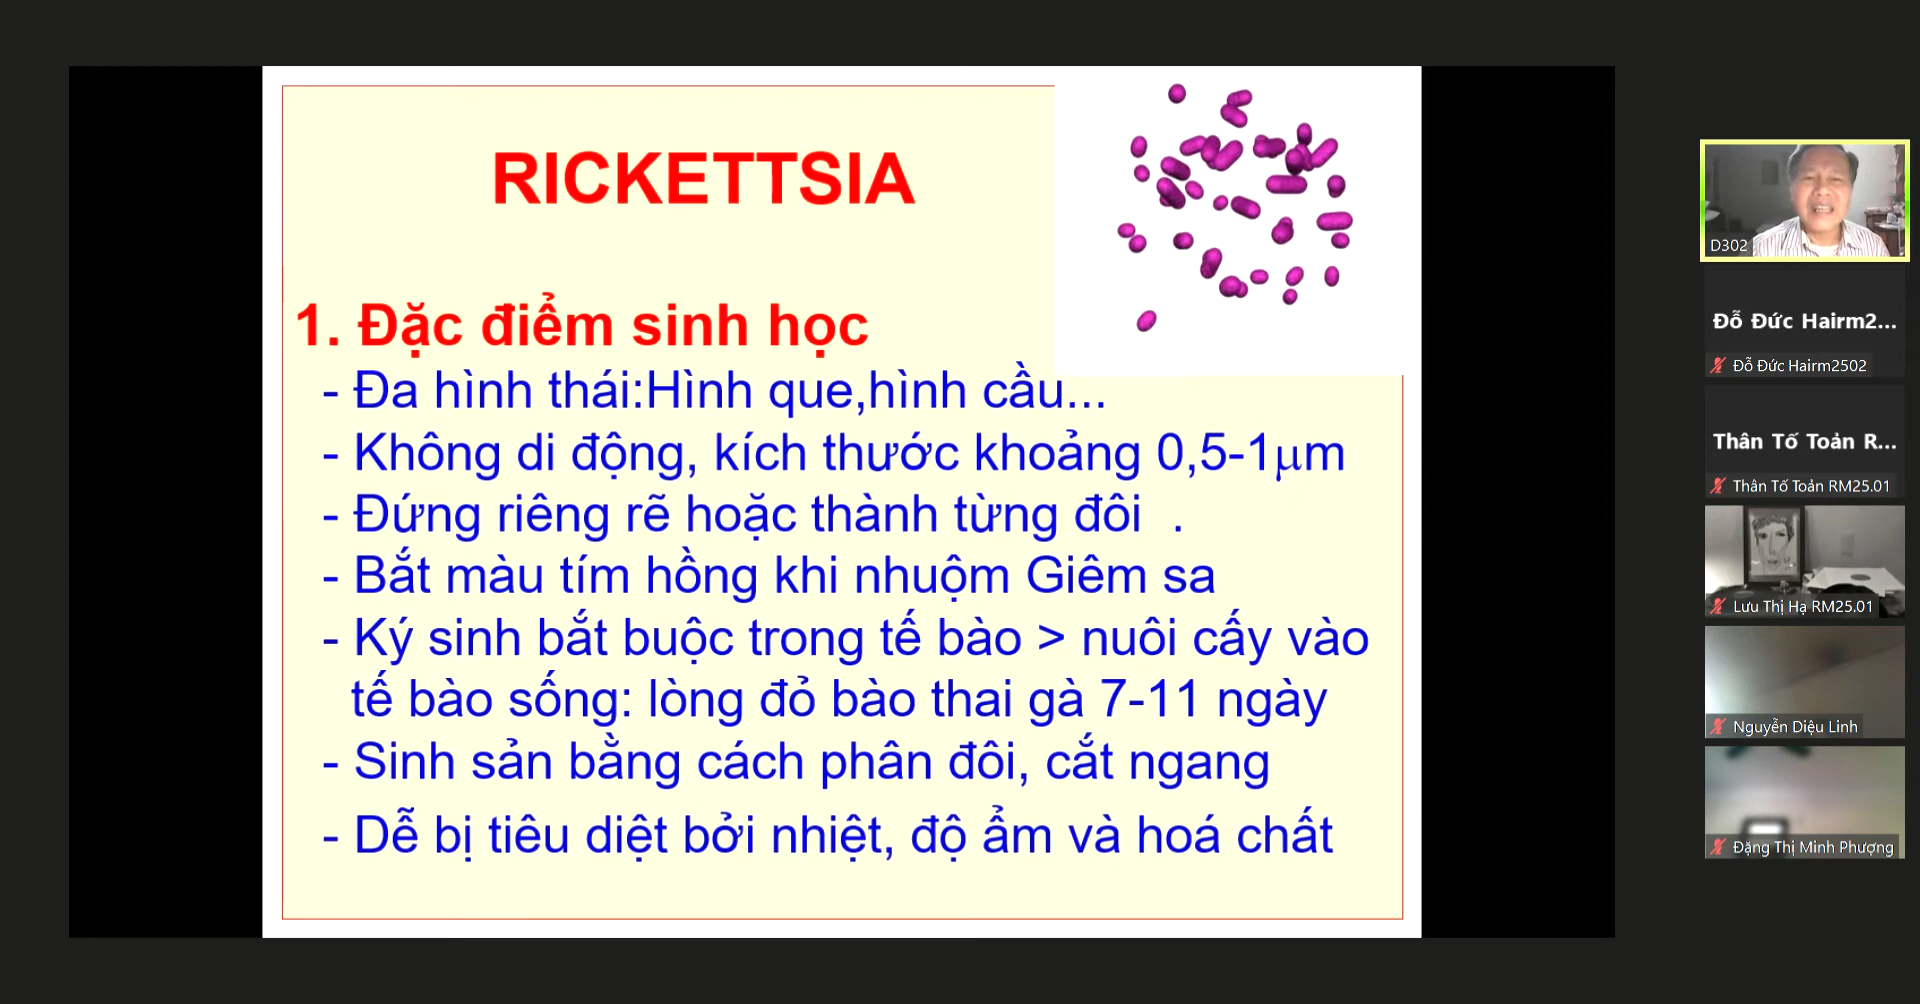 RICKETTSIA
1. Đặc điểm sinh học
- Đa hình thái:Hình que,hình cầu...
- Không di động, kích thước khoảng 0,5-1μm
- Đứng riêng rẽ hoặc thành từng đôi .
- Bắt màu tím hồng khi nhuộm Giêm sa
- Ký sinh bắt buộc trong tế bào > nuôi cấy vào
tế bào sống: lòng đỏ bào thai gà 7-11 ngày
- Sinh sản bằng cách phân đôi, cắt ngang
- Dễ bị tiêu diệt bởi nhiệt, độ ẩm và hoá chất
D302
Đỗ Đức Hairm2...
Đỗ Đức Hairm2502
Thân Tố Toản R...
Thân Tố Toản RM25.01
Lưu Thị Hạ RM25.01
Nguyễn Diệu Linh
Đặng Thị Minh Phượng